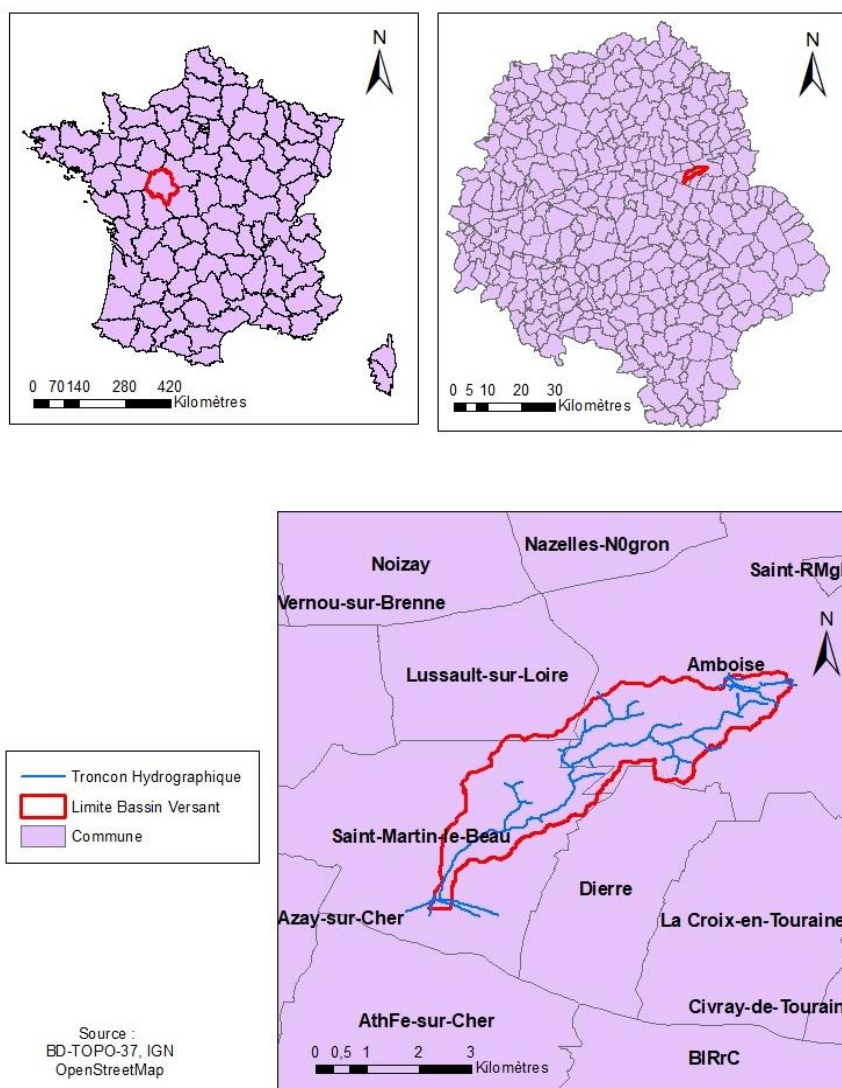 N
0 70 140 280 420
Kilomètres
N
0 5 10 20 30
Kilomètres
Nazelles-N0gron
Noizay
Saint-RMgl
Vernou-sur-Brenne
N
Amboise
Lussault-sur-Loire
Troncon Hydrographique
Limite Bassin Versant
Commune
Saint-Martin-le-Beau
Dierre
Azay-sur-Cher
La Croix-en-Touraine
Civray-de-Tourain
AthFe-sur-Cher
BlRrC
Source :
BD-TOPO-37, IGN
OpenStreetMap
0 0,5 1 2 3
Kilomètres